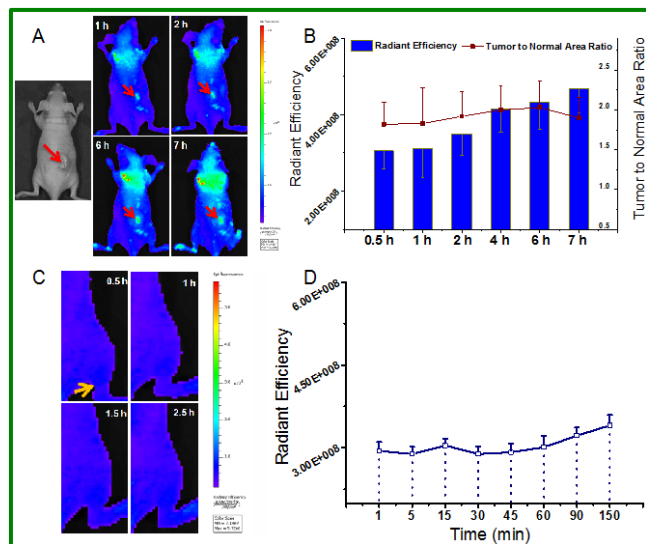 A
1 h
2 h
6 h
7 h
B
Radiant Efficiency
Tumor to Normal Area Ratio
6.00E+008
4.00E+008
2.00E+008
Radiant Efficiency
2.5
2.0
1.5
1.0
0.5
Tumor to Normal Area Ratio
0.5 h 1 h 2 h 4 h 6 h 7 h
C
0.5 h
1 h
1.5 h
2.5 h
D
6.00E+008
4.50E+008
3.00E+008
Radiant Efficiency
1 5 15 30 45 60 90 150
Time (min)